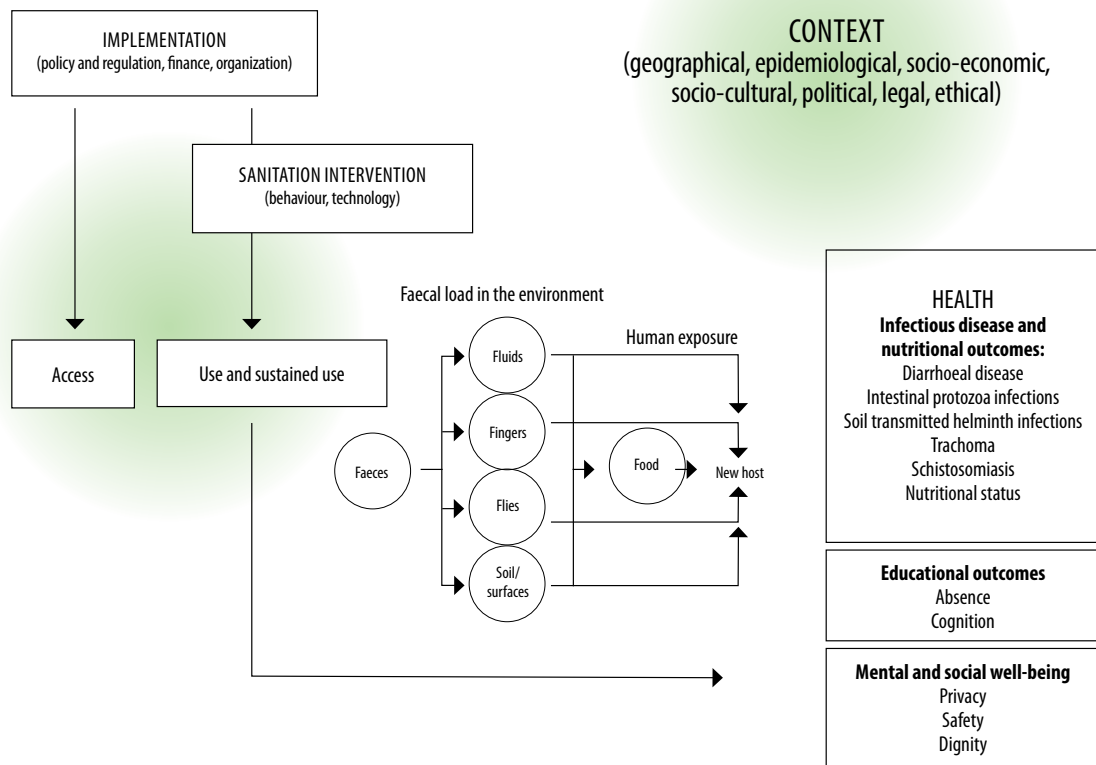 IMPLEMENTATION
(policy and regulation, finance, organization)
CONTEXT
(geographical, epidemiological, socio-economic,
socio-cultural, political, legal, ethical)
SANITATION INTERVENTION
(behaviour, technology)
Access
Use and sustained use
Faecal load in the environment
Human exposure
Faeces
Fluids
Fingers
Flies
Soil/
surfaces
Food
New host
HEALTH
Infectious disease and
nutritional outcomes:
Diarrhoeal disease
Intestinal protozoa infections
Soil transmitted helminth infections
Trachoma
Schistosomiasis
Nutritional status
Educational outcomes
Absence
Cognition
Mental and social well-being
Privacy
Safety
Dignity